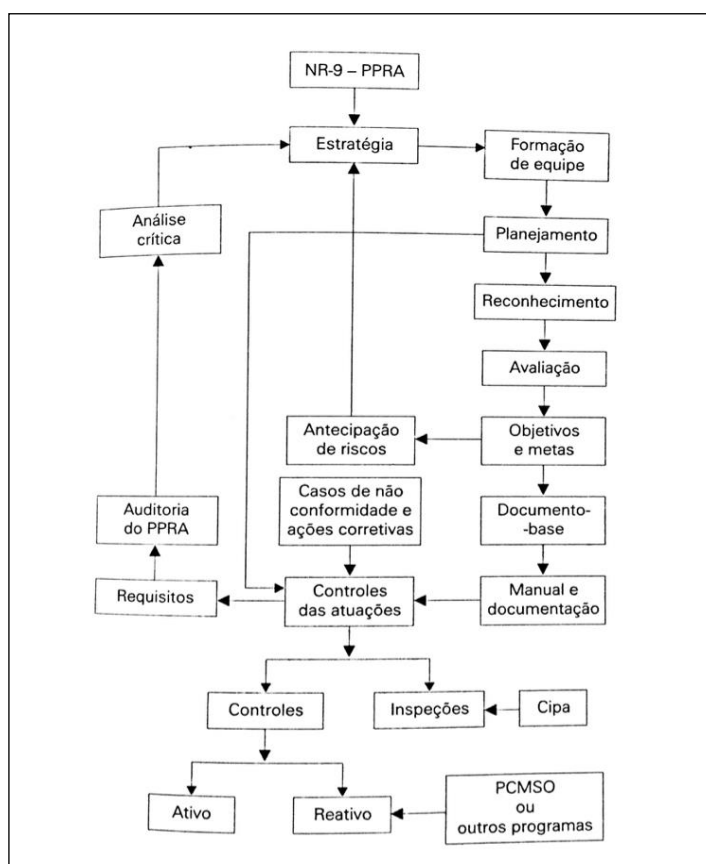 NR-9 – PPRA
Estratégia
Formação
de equipe
Análise
crítica
Planejamento
Reconhecimento
Avaliação
Antecipação
de riscos
Objetivos
e metas
Casos de não
conformidade e
ações corretivas
Auditoria
do PPRA
Documento-
-base
Requisitos
Controles
das atuações
Manual e
documentação
Controles
Inspeções
Cipa
Ativo
Reativo
PCMSO
ou
outros programas